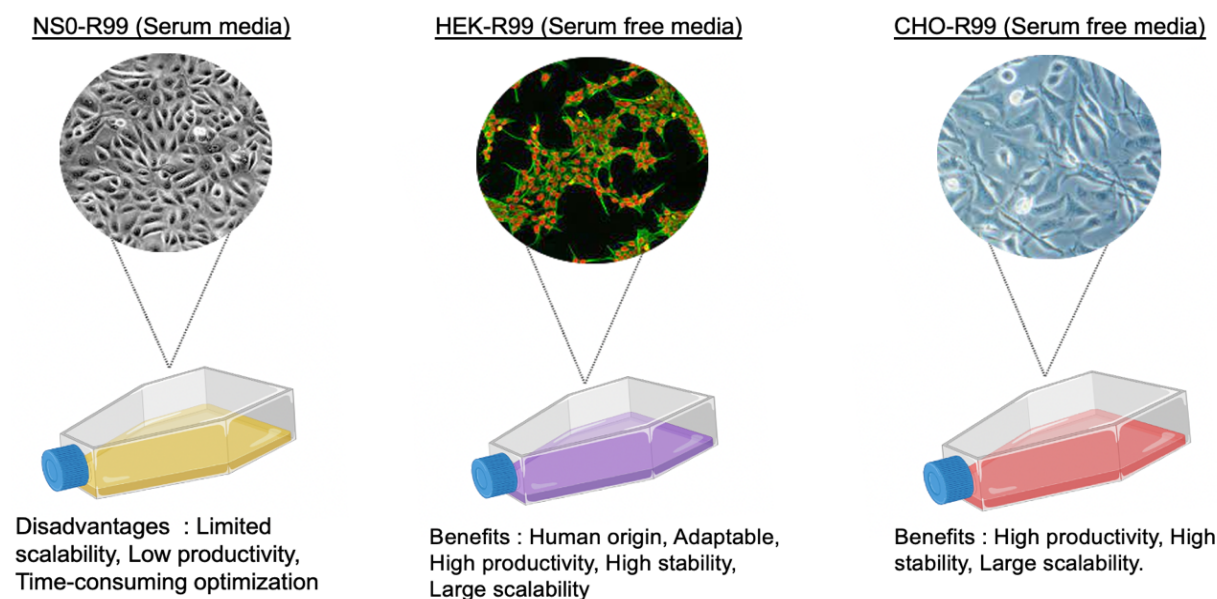 NS0-R99 (Serum media)
HEK-R99 (Serum free media)
CHO-R99 (Serum free media)
Disadvantages : Limited
scalability, Low productivity,
Time-consuming optimization
Benefits : Human origin, Adaptable,
High productivity, High stability,
Large scalability
Benefits : High productivity, High
stability, Large scalability.